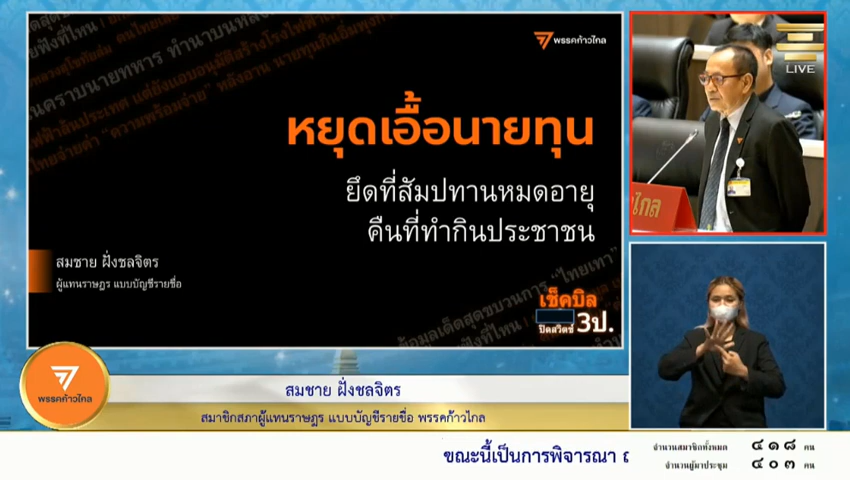 พรรคก้าวไกล
หยุดเอื้อนายทุน
ยึดที่สัมปทานหมดอายุ
คืนที่ทำกินประชาชน
สมชาย ฝั่งชลจิตร
ผู้แทนราษฎร แบบบัญชีรายชื่อ
เช็คบิล
ปิดสวิตช์ 3ป.
LIVE
ไกล
พรรคก้าวไกล
สมชาย ฝั่งชลจิตร
สมาชิกสภาผู้แทนราษฎร แบบบัญชีรายชื่อ พรรคก้าวไกล
ขณะนี้เป็นการพิจารณา
จำนวนสมาชิกทั้งหมด ๔๑๘ คน
จำนวนผู้มาประชุม ๔๐๓ คน